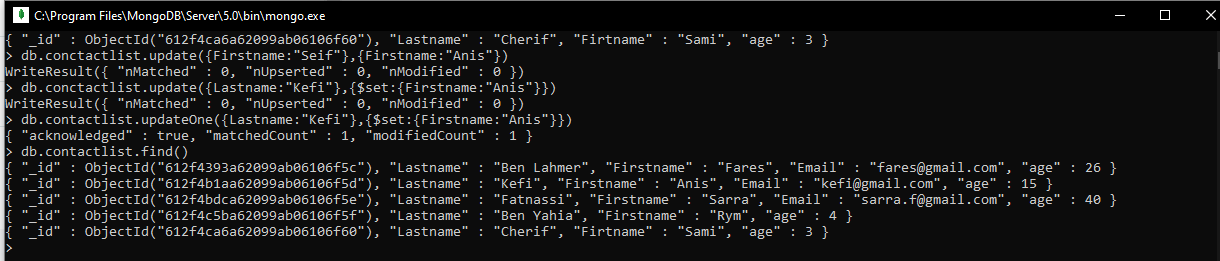 C:\Program Files\MongoDB\Server\5.0\bin\mongo.exe
{ "_id" : ObjectId("612f4ca6a62099ab06106f60"), "Lastname" : "Cherif", "Firtname" : "Sami", "age" : 3 }
> db.conctactlist.update({Firstname:"Seif"},{Firstname:"Anis"})
WriteResult({ "nMatched" : 0, "nUpserted" : 0, "nModified" : 0 })
> db.conctactlist.update({Lastname:"Kefi"},{$set:{Firstname:"Anis"}})
WriteResult({ "nMatched" : 0, "nUpserted" : 0, "nModified" : 0 })
> db.contactlist.updateOne({Lastname:"Kefi"},{$set:{Firstname:"Anis"}})
{ "acknowledged" : true, "matchedCount" : 1, "modifiedCount" : 1 }
> db.contactlist.find()
{ "_id" : ObjectId("612f4393a62099ab06106f5c"), "Lastname" : "Ben Lahmer", "Firstname" : "Fares", "Email" : "fares@gmail.com", "age" : 26 }
{ "_id" : ObjectId("612f4b1aa62099ab06106f5d"), "Lastname" : "Kefi", "Firstname" : "Anis", "Email" : "kefi@gmail.com", "age" : 15 }
{ "_id" : ObjectId("612f4bdca62099ab06106f5e"), "Lastname" : "Fatnassi", "Firstname" : "Sarra", "Email" : "sarra.f@gmail.com", "age" : 40 }
{ "_id" : ObjectId("612f4c5ba62099ab06106f5f"), "Lastname" : "Ben Yahia", "Firstname" : "Rym", "age" : 4 }
{ "_id" : ObjectId("612f4ca6a62099ab06106f60"), "Lastname" : "Cherif", "Firtname" : "Sami", "age" : 3 }
>